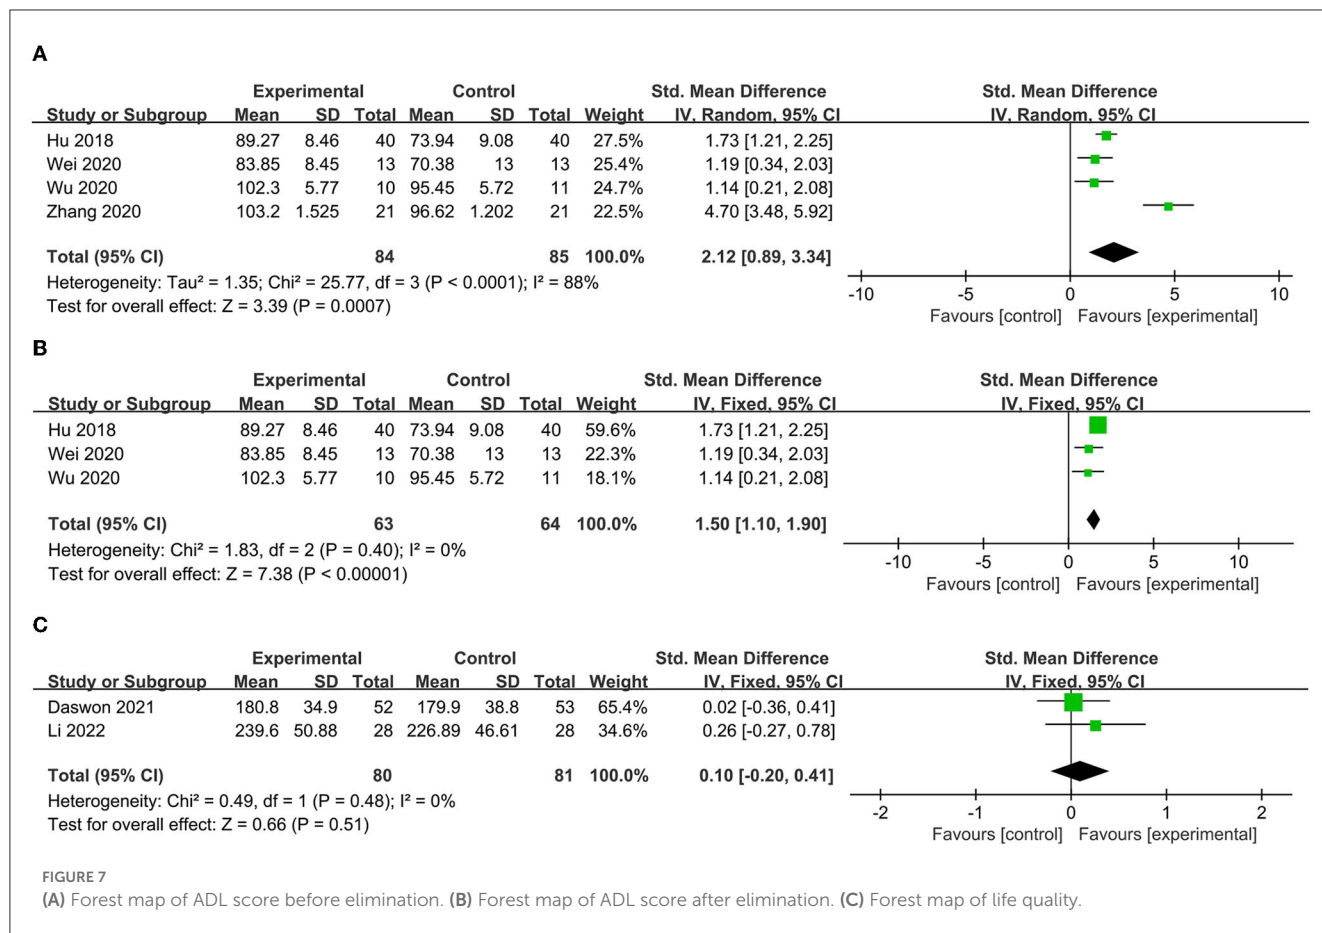 A
Experimental Control Std. Mean Difference Std. Mean Difference
Study or Subgroup Mean SD Total Mean SD Total Weight IV, Random, 95% CI IV, Random, 95% CI
Hu 2018 89.27 8.46 40 73.94 9.08 40 27.5% 1.73 [1.21, 2.25]
Wei 2020 83.85 8.45 13 70.38 13 13 25.4% 1.19 [0.34, 2.03]
Wu 2020 102.3 5.77 10 95.45 5.72 11 24.7% 1.14 [0.21, 2.08]
Zhang 2020 103.2 1.525 21 96.62 1.202 21 22.5% 4.70 [3.48, 5.92]
Total (95% CI) 84 85 100.0% 2.12 [0.89, 3.34]
Heterogeneity: Tau² = 1.35; Chi² = 25.77, df = 3 (P < 0.0001); I² = 88%
Test for overall effect: Z = 3.39 (P = 0.0007)
-10 -5 0 5 10
Favours [control] Favours [experimental]
B
Experimental Control Std. Mean Difference Std. Mean Difference
Study or Subgroup Mean SD Total Mean SD Total Weight IV, Fixed, 95% CI IV, Fixed, 95% CI
Hu 2018 89.27 8.46 40 73.94 9.08 40 59.6% 1.73 [1.21, 2.25]
Wei 2020 83.85 8.45 13 70.38 13 13 22.3% 1.19 [0.34, 2.03]
Wu 2020 102.3 5.77 10 95.45 5.72 11 18.1% 1.14 [0.21, 2.08]
Total (95% CI) 63 64 100.0% 1.50 [1.10, 1.90]
Heterogeneity: Chi² = 1.83, df = 2 (P = 0.40); I² = 0%
Test for overall effect: Z = 7.38 (P < 0.00001)
-10 -5 0 5 10
Favours [control] Favours [experimental]
C
Experimental Control Std. Mean Difference Std. Mean Difference
Study or Subgroup Mean SD Total Mean SD Total Weight IV, Fixed, 95% CI IV, Fixed, 95% CI
Daswon 2021 180.8 34.9 52 179.9 38.8 53 65.4% 0.02 [-0.36, 0.41]
Li 2022 239.6 50.88 28 226.89 46.61 28 34.6% 0.26 [-0.27, 0.78]
Total (95% CI) 80 81 100.0% 0.10 [-0.20, 0.41]
Heterogeneity: Chi² = 0.49, df = 1 (P = 0.48); I² = 0%
Test for overall effect: Z = 0.66 (P = 0.51)
-2 -1 0 1 2
Favours [control] Favours [experimental]
FIGURE 7
(A) Forest map of ADL score before elimination. (B) Forest map of ADL score after elimination. (C) Forest map of life quality.